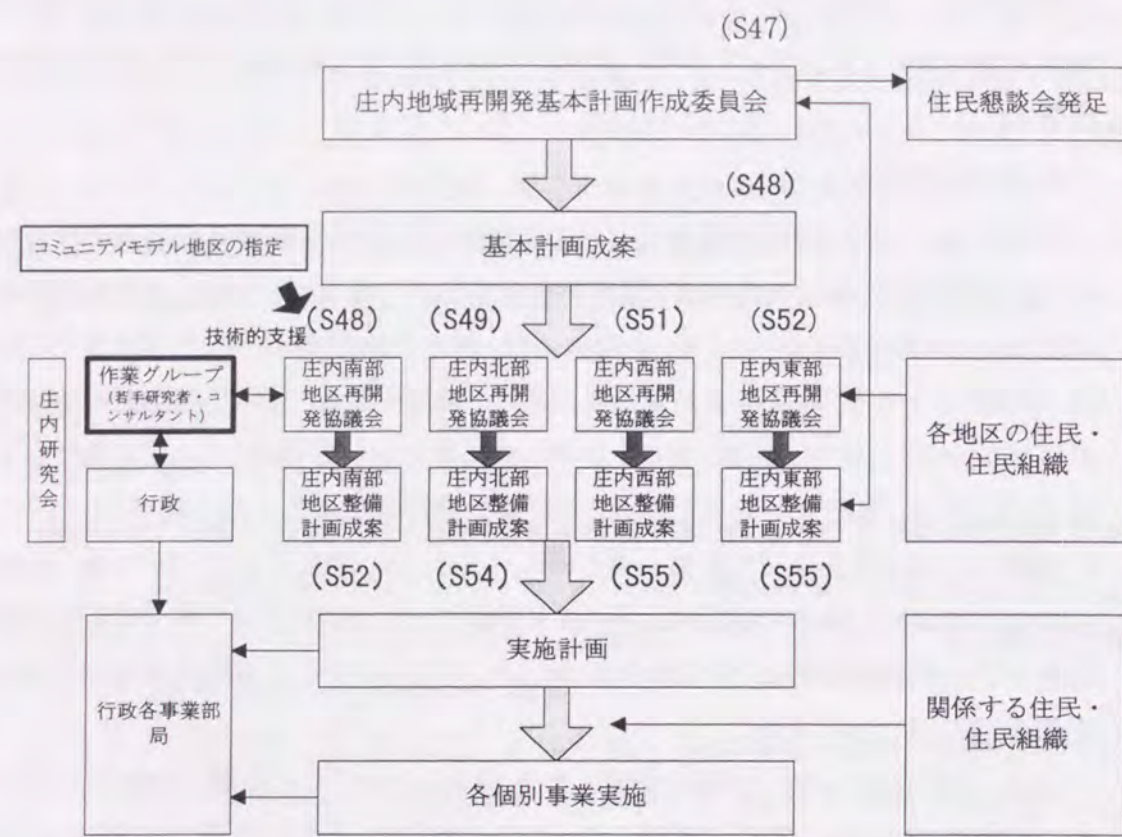 (S47)
庄内地域再開発基本計画作成委員会
住民懇談会発足
(S48)
コミュニティモデル地区の指定
基本計画成案
技術的支援
(S48)
(S49)
(S51)
(S52)
庄内研究会
作業グループ
(若手研究者・コ
ンサルタント)
庄内南部
地区再開
発協議会
庄内北部
地区再開
発協議会
庄内西部
地区再開
発協議会
庄内東部
地区再開
発協議会
各地区の住民・
住民組織
行政
庄内南部
地区整備
計画成案
庄内北部
地区整備
計画成案
庄内西部
地区整備
計画成案
庄内東部
地区整備
計画成案
(S52)
(S54)
(S55)
(S55)
実施計画
行政各事業部
局
関係する住民・
住民組織
各個別事業実施